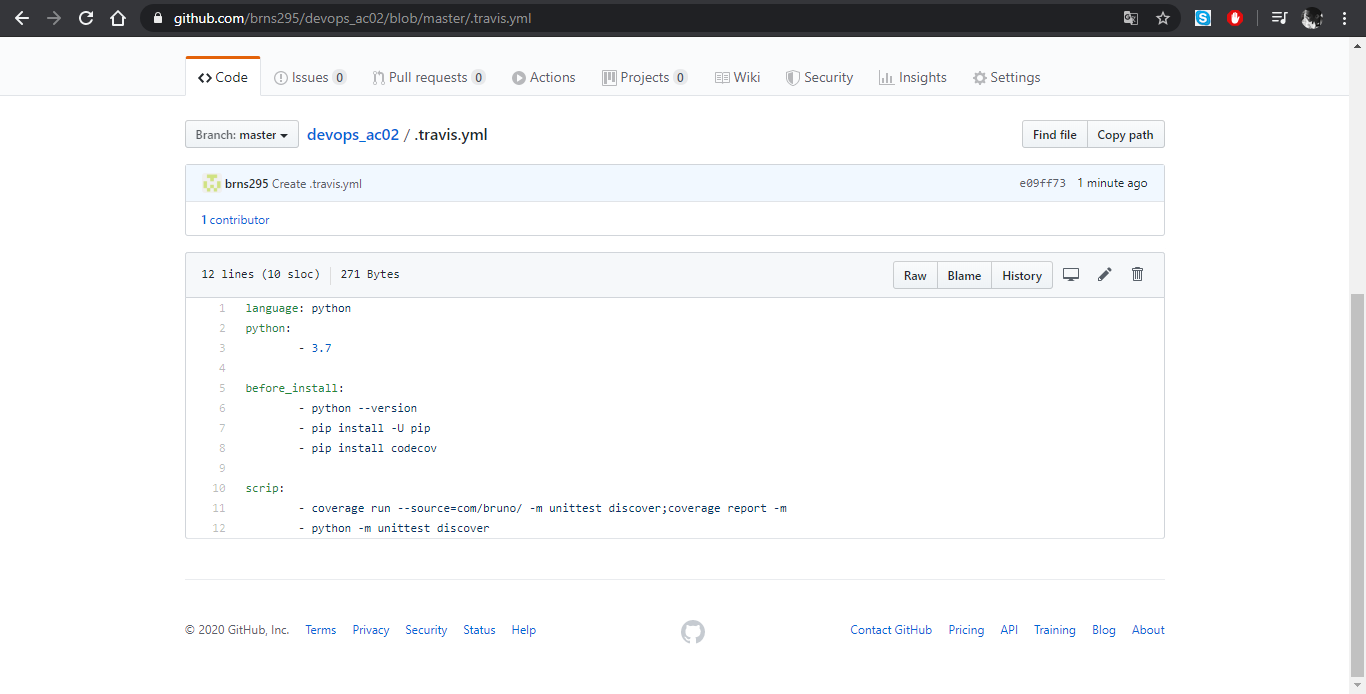 github.com/brns295/devops_ac02/blob/master/.travis.yml
Code Issues 0 Pull requests 0 Actions Projects 0 Wiki Security Insights Settings
Branch: master devops_ac02 / .travis.yml Find file Copy path
brns295 Create .travis.yml e09ff73 1 minute ago
1 contributor
12 lines (10 sloc) 271 Bytes Raw Blame History
1 language: python
2 python:
3 - 3.7
4
5 before_install:
6 - python --version
7 - pip install -U pip
8 - pip install codecov
9
10 scrip:
11 - coverage run --source=com/bruno/ -m unittest discover;coverage report -m
12 - python -m unittest discover
© 2020 GitHub, Inc. Terms Privacy Security Status Help Contact GitHub Pricing API Training Blog About